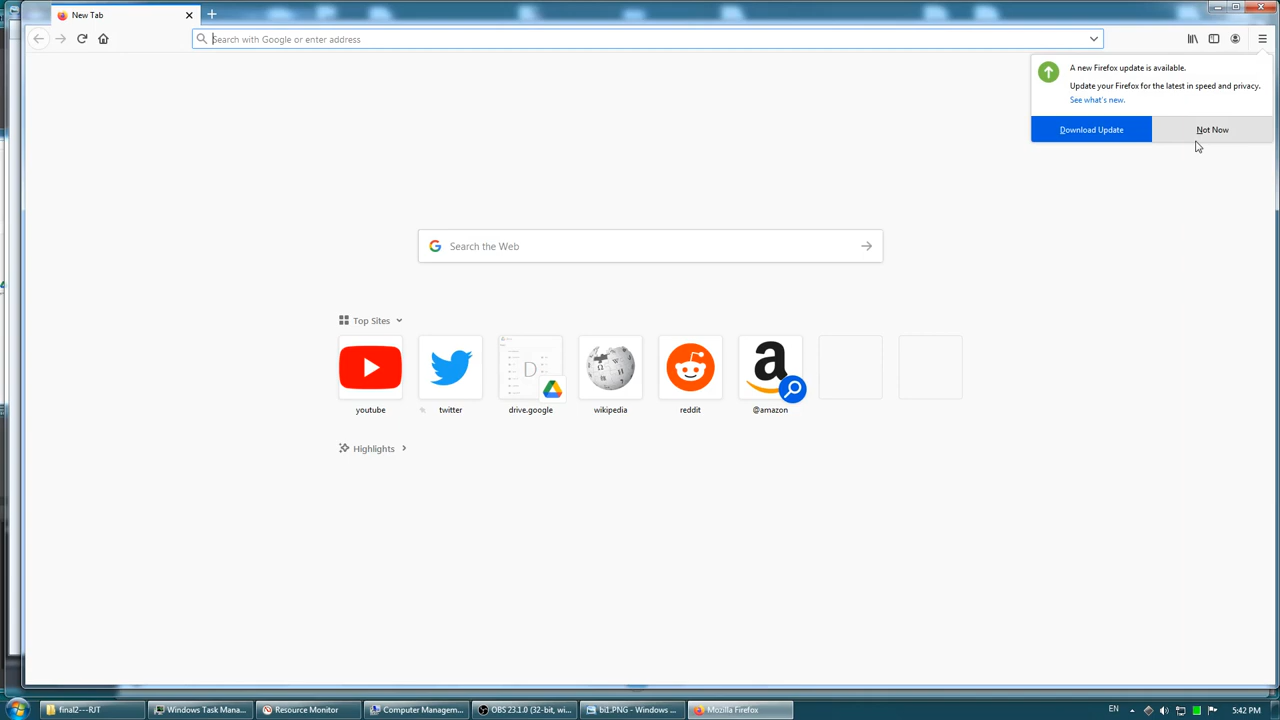 New Tab
Search with Google or enter address
A new Firefox update is available.
Update your Firefox for the latest in speed and privacy.
See what's new.
Download Update
Not Now
Search the Web
Top Sites
youtube
twitter
drive.google
wikipedia
reddit
@amazon
Highlights
final2---RJT
Windows Task Mana...
Resource Monitor
Computer Managem...
OBS 23.1.0 (32-bit, wi...
bi1.PNG - Windows ...
Mozilla Firefox
EN
5:42 PM